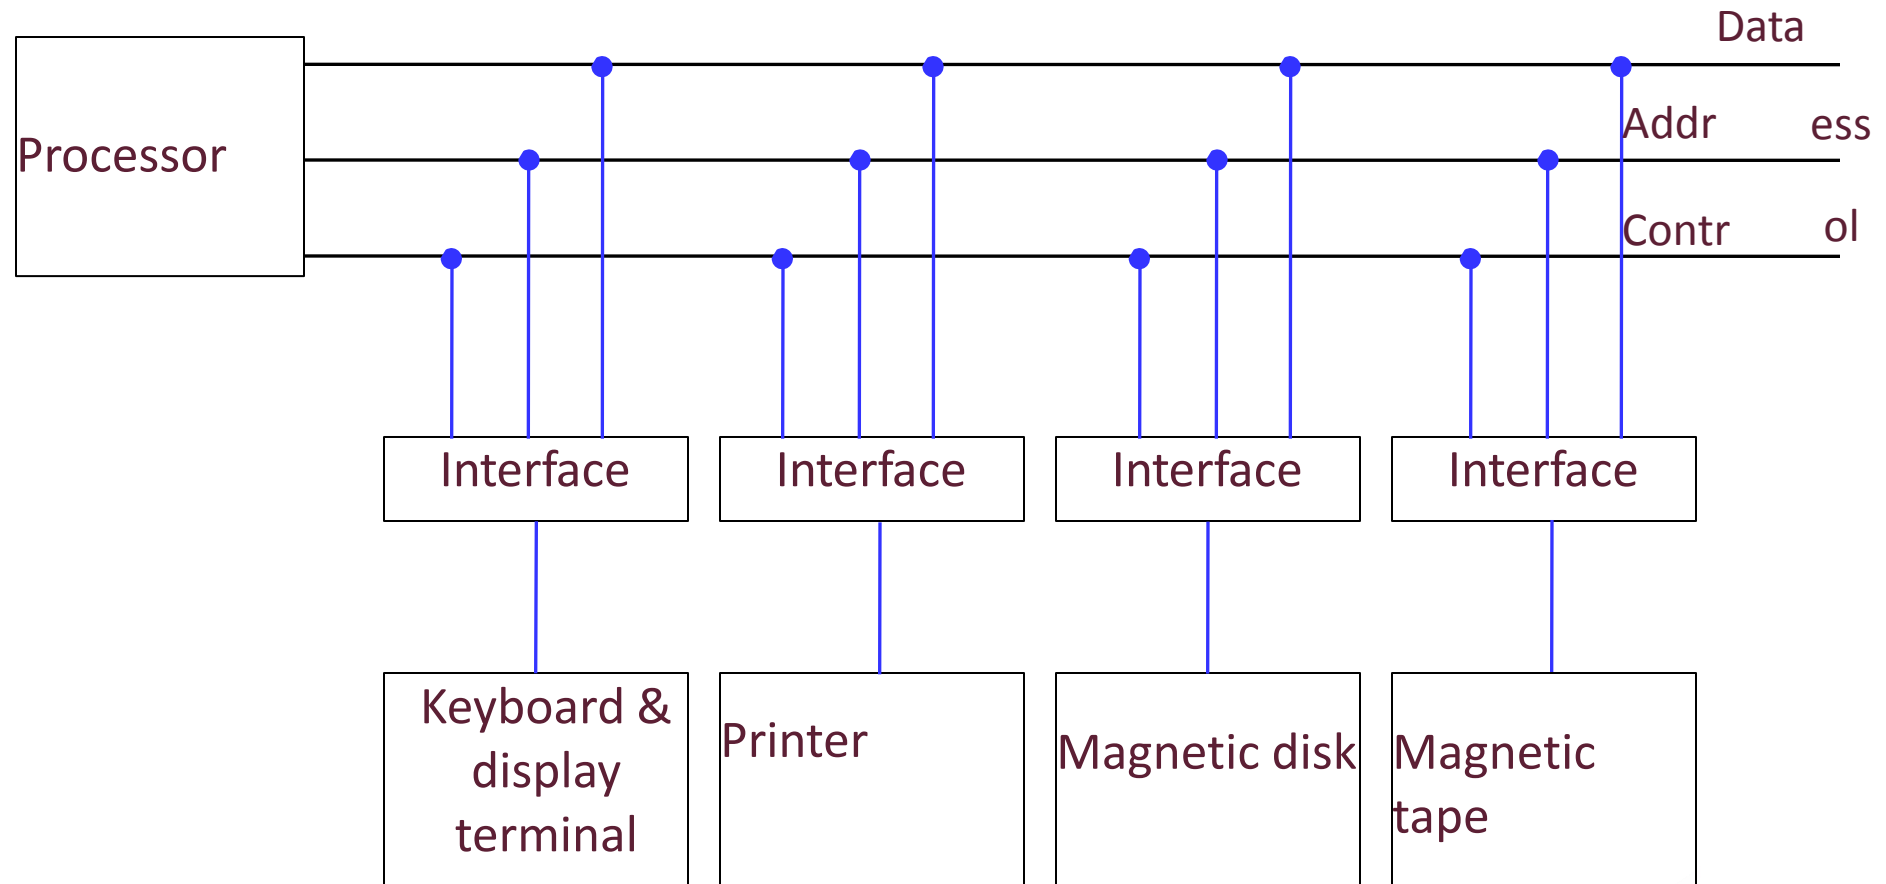 Data
Processor
Addr ess
Contr ol
Interface
Interface
Interface
Interface
Keyboard &
display
terminal
Printer
Magnetic disk
Magnetic
tape